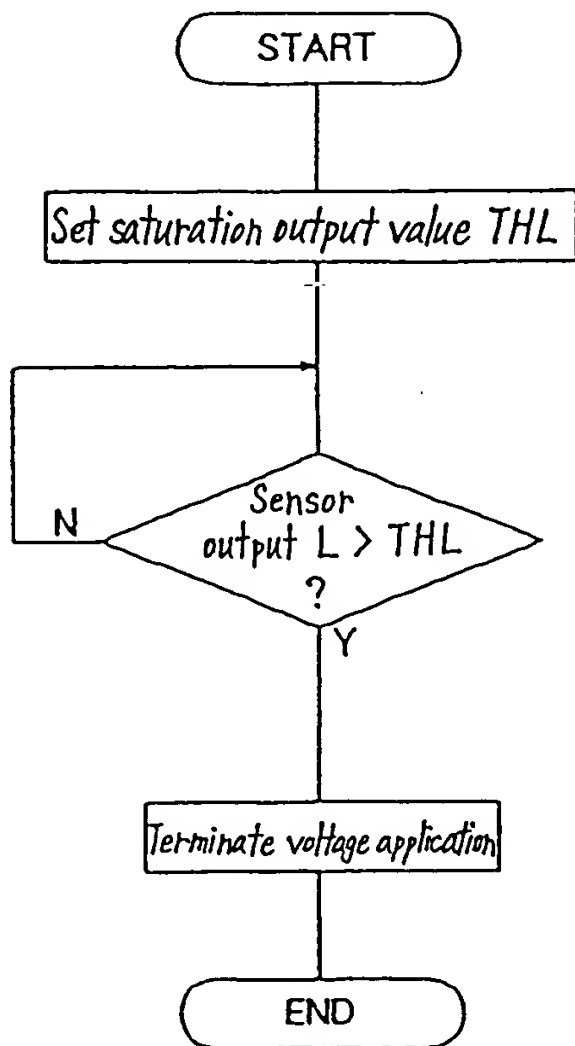 START
Set saturation output value THL
Sensor
output L > THL
?
N
Y
Terminate voltage application
END